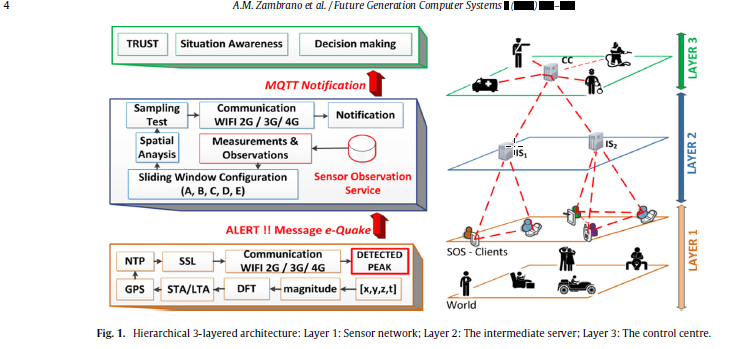 4
A.M. Zambrano et al. / Future Generation Computer Systems ( ) –
TRUST
Situation Awareness
Decision making
MQTT Notification
Sampling
Test
Communication
WIFI 2G / 3G/ 4G
Notification
Spatial
Anaysis
Measurements &
Observations
Sliding Window Configuration
(A, B, C, D, E)
Sensor Observation
Service
ALERT !! Message e-Quake
NTP
SSL
Communication
WIFI 2G / 3G/ 4G
DETECTED
PEAK
GPS
STA/LTA
DFT
magnitude
[x,y,z,t]
CC
LAYER 3
IS1
IS2
LAYER 2
SOS - Clients
LAYER 1
World
Fig. 1. Hierarchical 3-layered architecture: Layer 1: Sensor network; Layer 2: The intermediate server; Layer 3: The control centre.